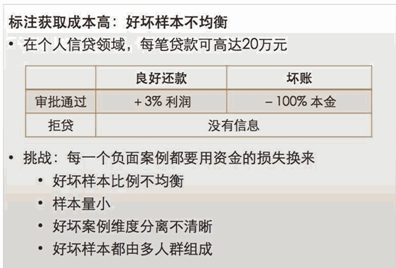 标注获取成本高：好坏样本不均衡
• 在个人信贷领域，每笔贷款可高达20万元
良好还款 坏账
审批通过 +3% 利润 −100% 本金
拒贷 没有信息
• 挑战：每一个负面案例都要用资金的损失换来
• 好坏样本比例不均衡
• 样本量小
• 好坏案例维度分离不清晰
• 好坏样本都由多人群组成